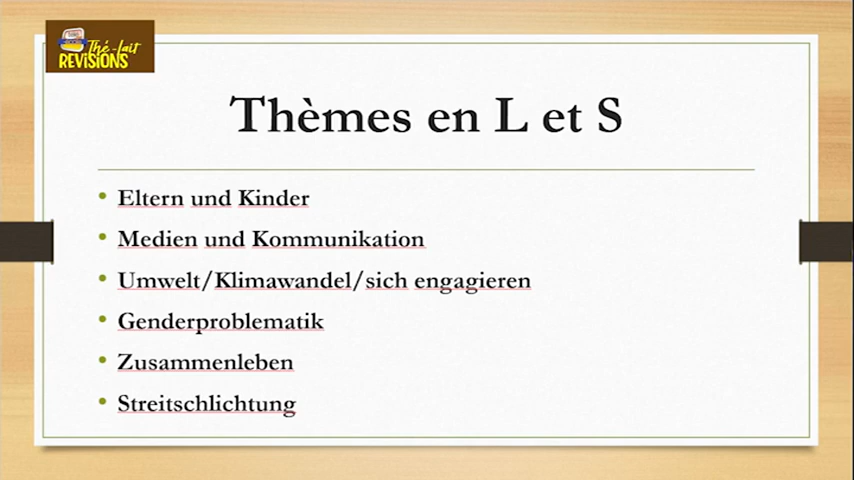 Thé-lait
REVISIONS
Thèmes en L et S
• Eltern und Kinder
• Medien und Kommunikation
• Umwelt/Klimawandel/sich engagieren
• Genderproblematik
• Zusammenleben
• Streitschlichtung